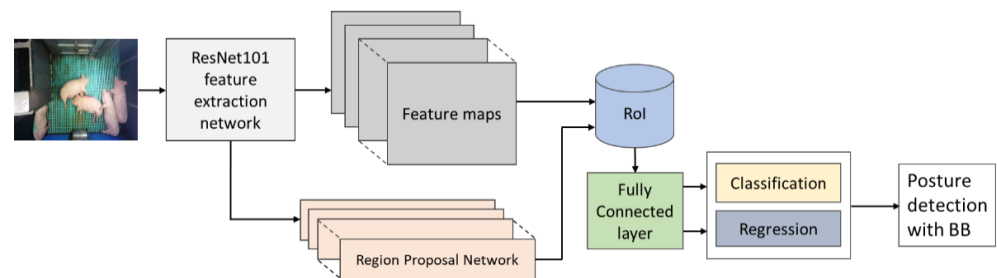 ResNet101
feature
extraction
network
Feature maps
Region Proposal Network
RoI
Fully
Connected
layer
Classification
Regression
Posture
detection
with BB